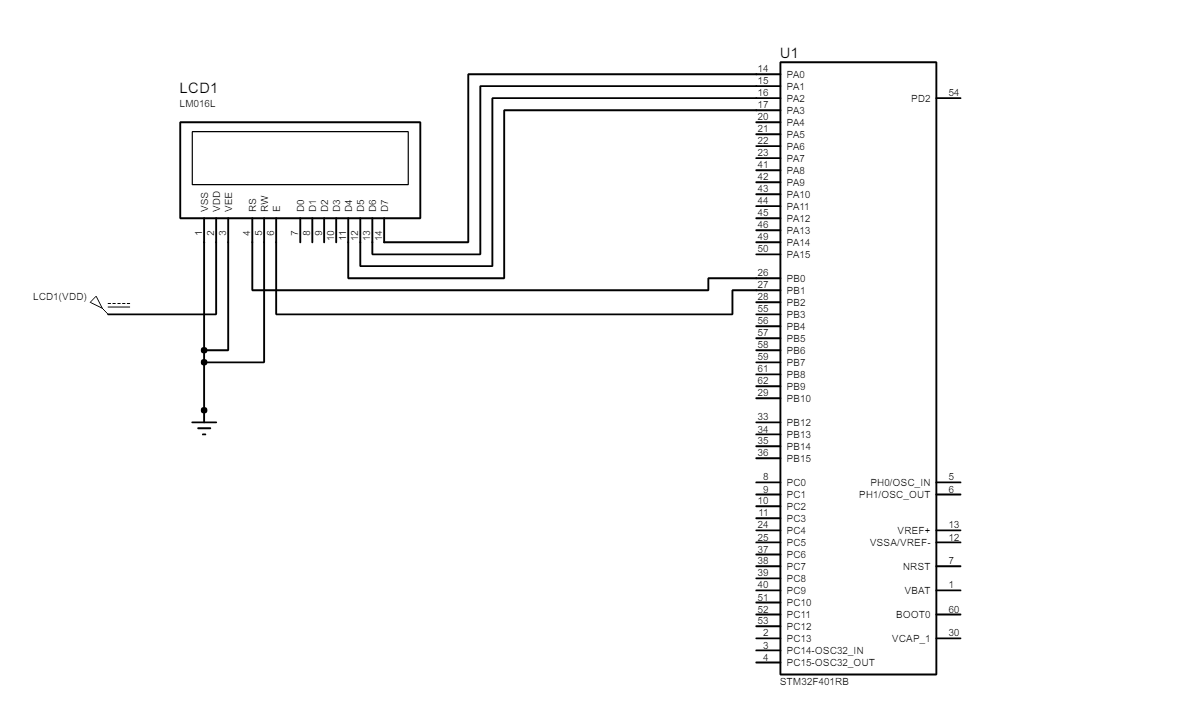 LCD1
LM016L
VSS
VDD
VEE
RS
RW
E
D0
D1
D2
D3
D4
D5
D6
D7
1
2
3
4
5
6
7
8
9
10
11
12
13
14
LCD1(VDD)
U1
14 PA0
15 PA1
16 PA2
17 PA3
20 PA4
21 PA5
22 PA6
23 PA7
41 PA8
42 PA9
43 PA10
44 PA11
45 PA12
46 PA13
49 PA14
50 PA15
26 PB0
27 PB1
28 PB2
55 PB3
56 PB4
57 PB5
58 PB6
59 PB7
61 PB8
62 PB9
29 PB10
33 PB12
34 PB13
35 PB14
36 PB15
8 PC0
9 PC1
10 PC2
11 PC3
24 PC4
25 PC5
37 PC6
38 PC7
39 PC8
40 PC9
51 PC10
52 PC11
53 PC12
2 PC13
3 PC14-OSC32_IN
4 PC15-OSC32_OUT
PD2 54
PH0/OSC_IN 5
PH1/OSC_OUT 6
VREF+ 13
VSSA/VREF- 12
NRST 7
VBAT 1
BOOT0 60
VCAP_1 30
STM32F401RB